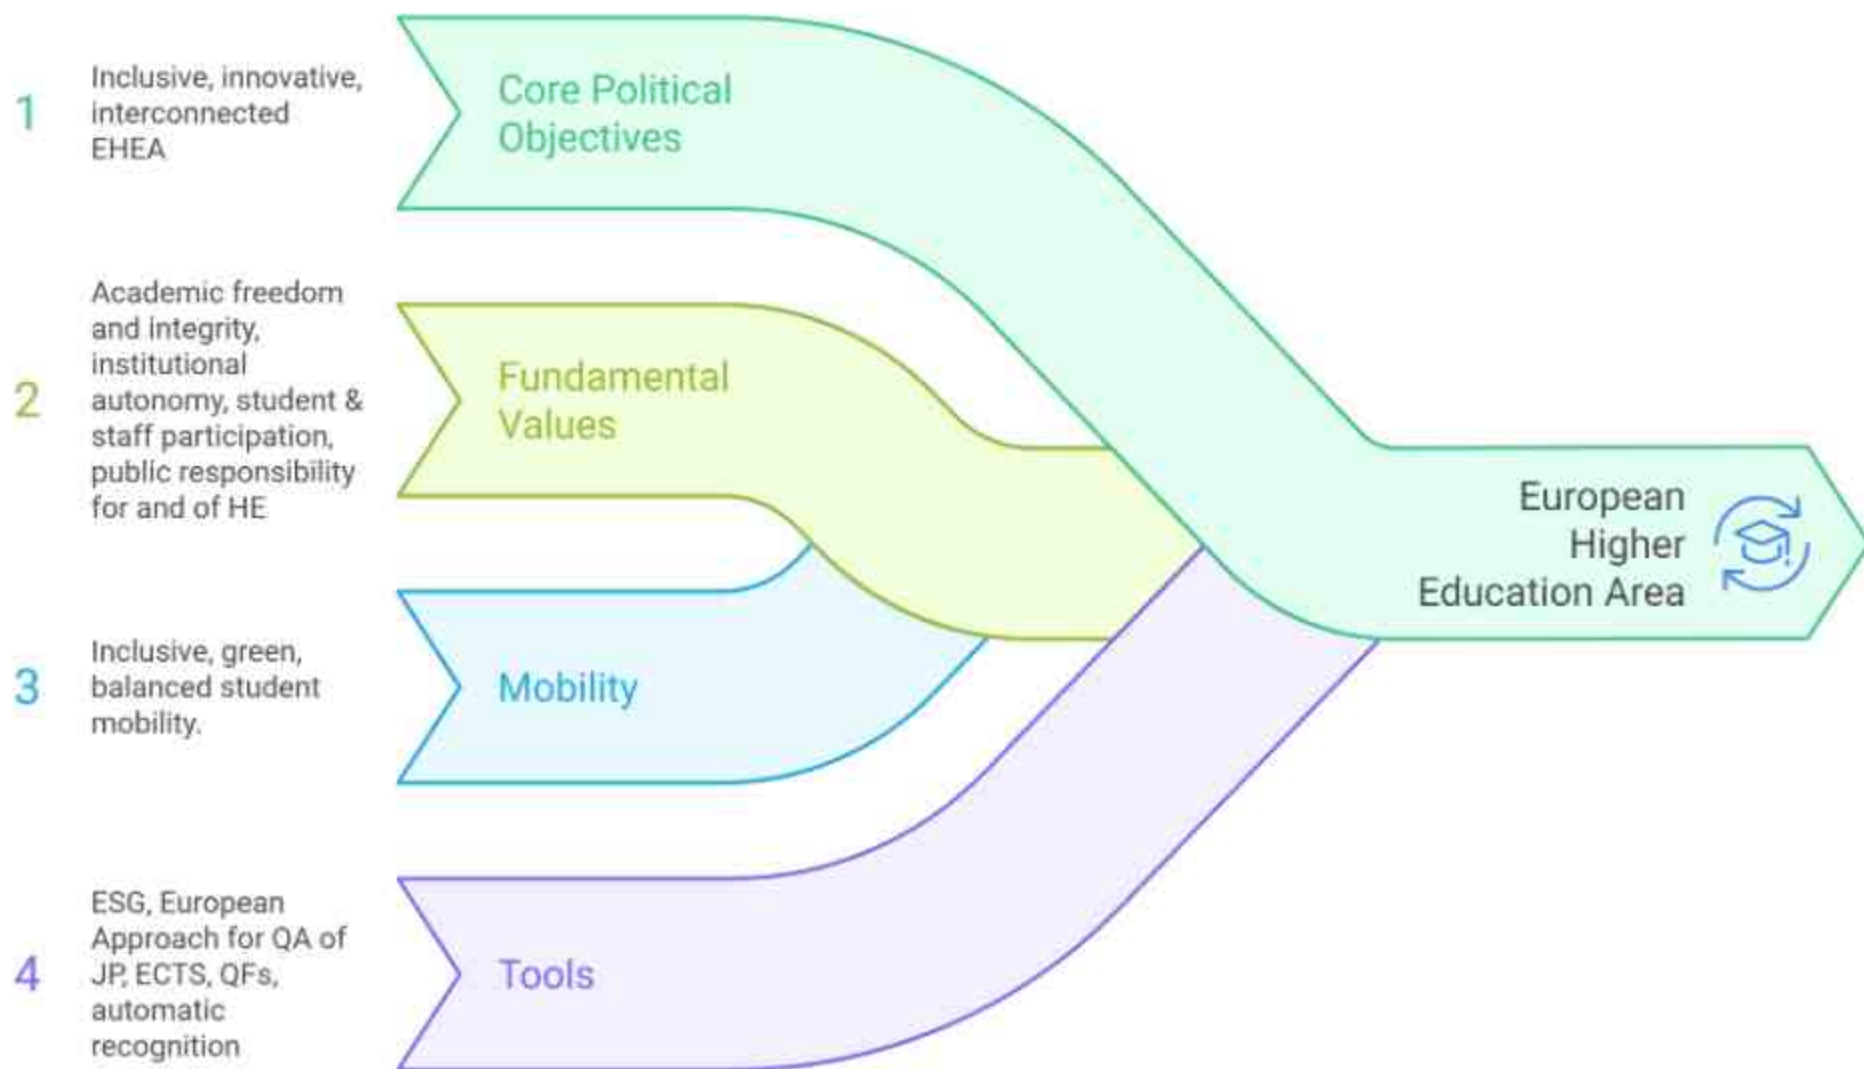 1
Inclusive, innovative,
interconnected
EHEA
Core Political
Objectives
2
Academic freedom
and integrity,
institutional
autonomy, student &
staff participation,
public responsibility
for and of HE
Fundamental
Values
European
Higher
Education Area
3
Inclusive, green,
balanced student
mobility.
Mobility
4
ESG, European
Approach for QA of
JP, ECTS, QFs,
automatic
recognition
Tools